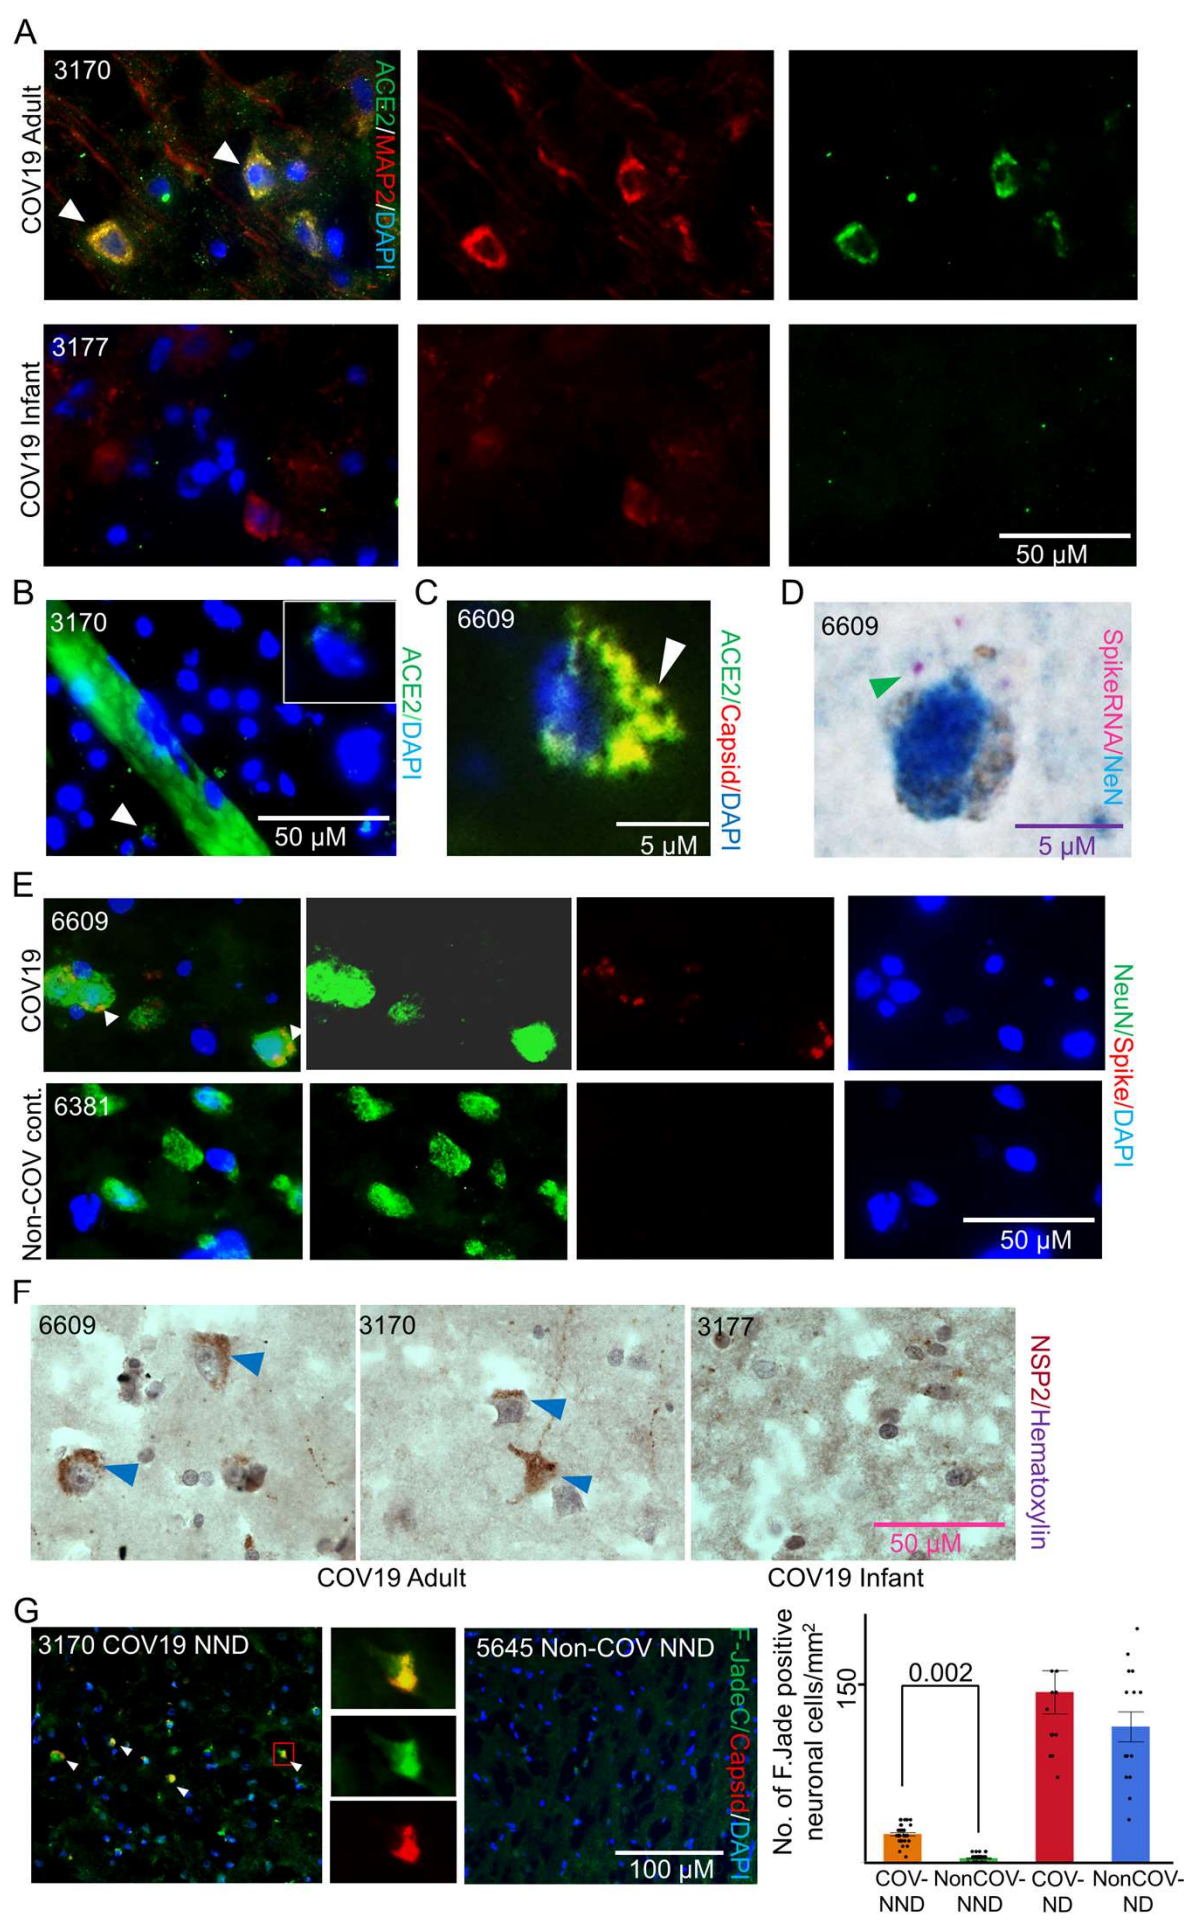 A
3170
COV19 Adult
ACE2/MAP2/DAPI
3177
COV19 Infant
50 µM
B
3170
ACE2/DAPI
50 µM
C
6609
ACE2/Capsid/DAPI
5 µM
D
6609
SpikeRNA/NeN
5 µM
E
6609
COV19
NeuN/Spike/DAPI
6381
Non-COV cont.
50 µM
F
6609
3170
3177
NSP2/Hematoxylin
50 µM
COV19 Adult
COV19 Infant
G
3170 COV19 NND
5645 Non-COV NND
F-JadeC/Capsid/DAPI
100 µM
No. of F.Jade positive
neuronal cells/mm2
150
0.002
COV- NonCOV- COV- NonCOV-
NND NND ND ND